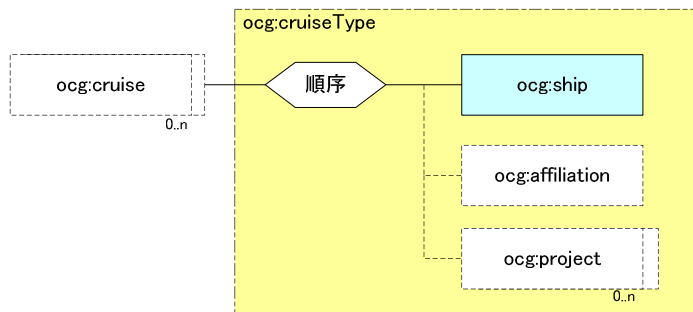 ocg:cruiseType
ocg:cruise
0..n
順序
ocg:ship
ocg:affiliation
ocg:project
0..n